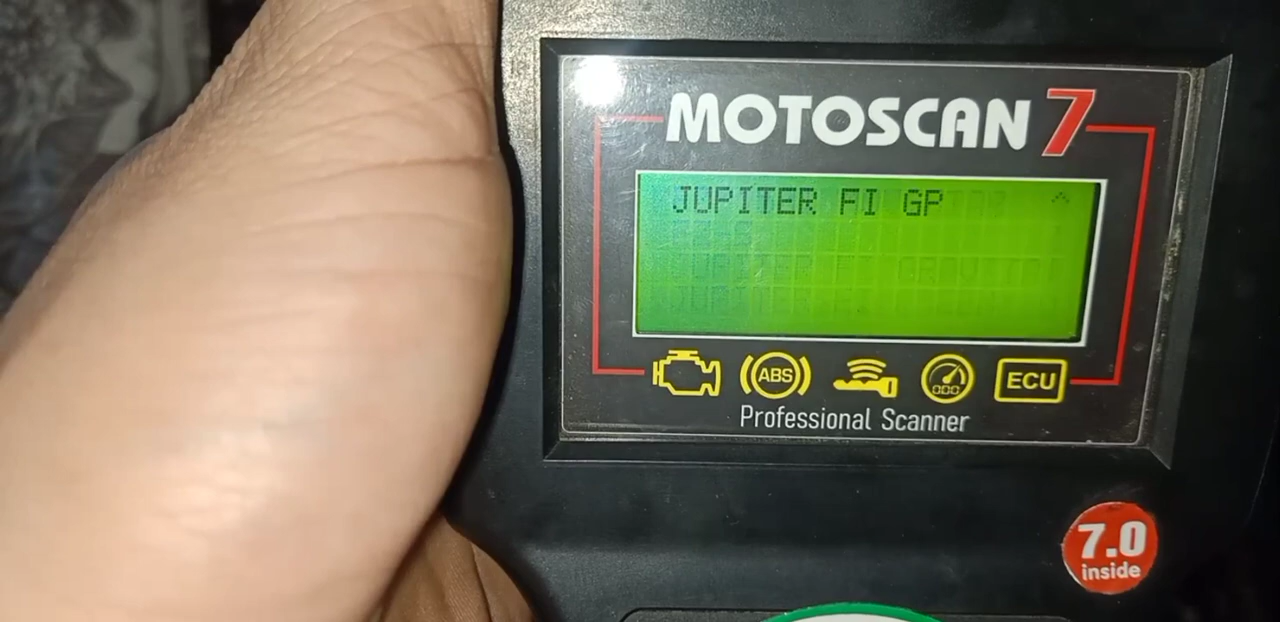 MOTOSCAN 7
JUPITER FI GP ^
ABS
ECU
Professional Scanner
7.0
inside